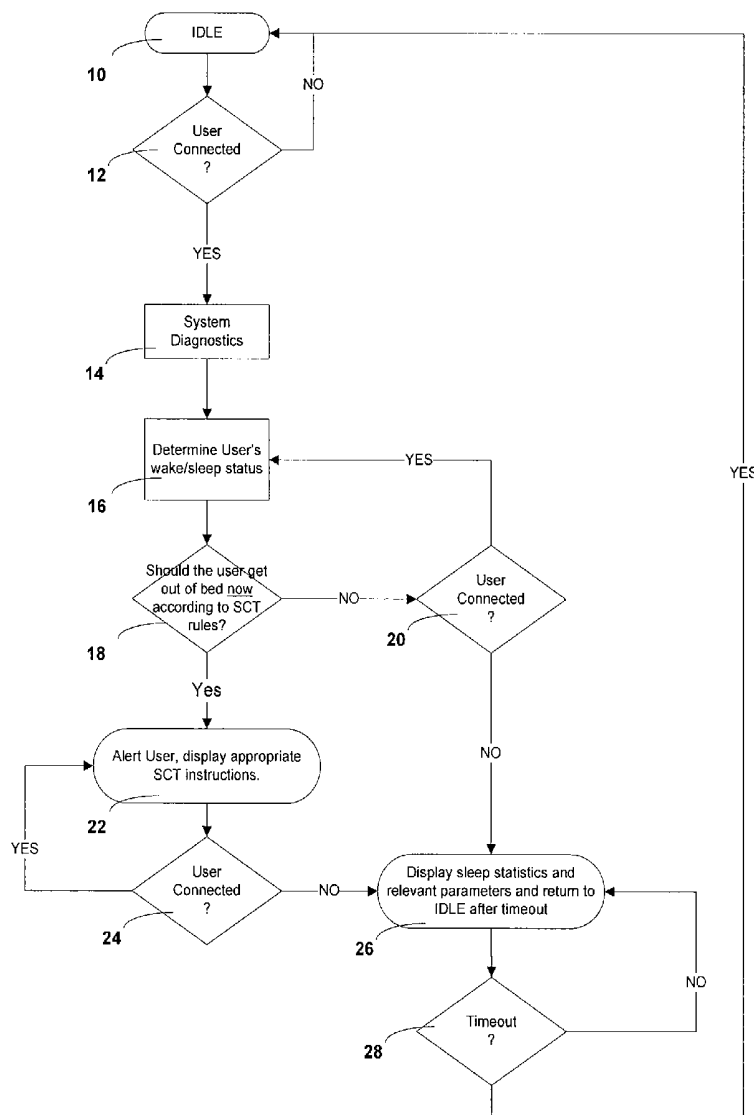 IDLE
10
NO
User
Connected
?
12
YES
System
Diagnostics
14
Determine User's
wake/sleep status
16
YES
YES
Should the user get
out of bed now
according to SCT
rules?
18
NO
User
Connected
?
20
Yes
NO
Alert User, display appropriate
SCT instructions.
22
YES
User
Connected
?
24
NO
Display sleep statistics and
relevant parameters and return to
IDLE after timeout
26
NO
Timeout
?
28